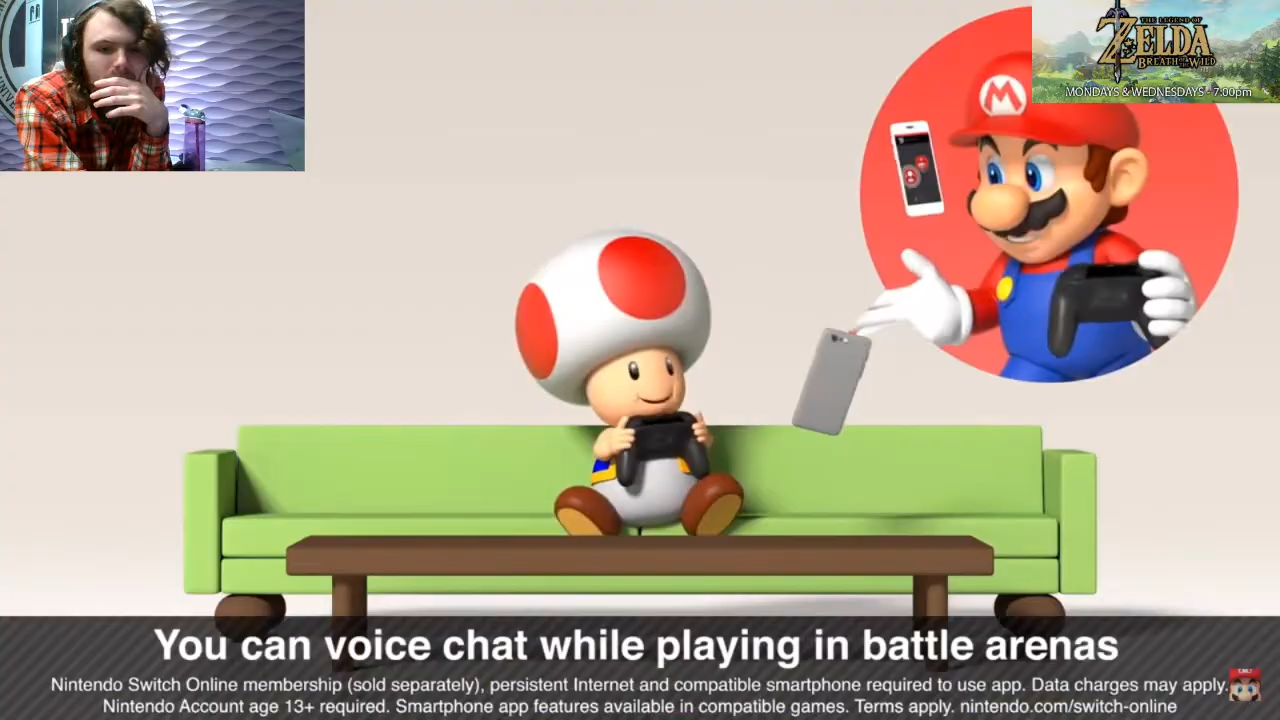 THE LEGEND OF
ZELDA
BREATH OF THE WILD
MONDAYS & WEDNESDAYS - 7:00pm
M
You can voice chat while playing in battle arenas
Nintendo Switch Online membership (sold separately), persistent Internet and compatible smartphone required to use app. Data charges may apply.
Nintendo Account age 13+ required. Smartphone app features available in compatible games. Terms apply. nintendo.com/switch-online